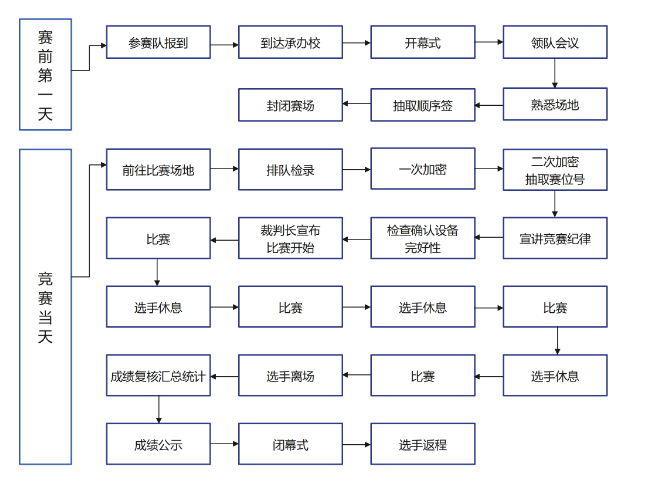 赛前第一天
参赛队报到
到达承办校
开幕式
领队会议
封闭赛场
抽取顺序签
熟悉场地
竞赛当天
前往比赛场地
排队检录
一次加密
二次加密
抽取赛位号
比赛
裁判长宣布
比赛开始
检查确认设备
完好性
宣讲竞赛纪律
选手休息
比赛
选手休息
比赛
成绩复核汇总统计
选手离场
比赛
选手休息
成绩公示
闭幕式
选手返程